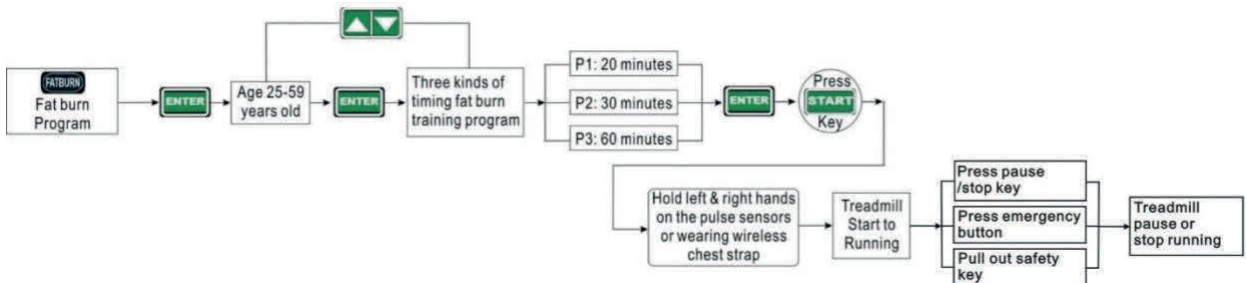 FATBURN
Fat burn
Program
ENTER
Age 25-59
years old
ENTER
Three kinds of
timing fat burn
training program
P1: 20 minutes
P2: 30 minutes
P3: 60 minutes
ENTER
Press
START
Key
Hold left & right hands
on the pulse sensors
or wearing wireless
chest strap
Treadmill
Start to
Running
Press pause
/stop key
Press emergency
button
Pull out safety
key
Treadmill
pause or
stop running